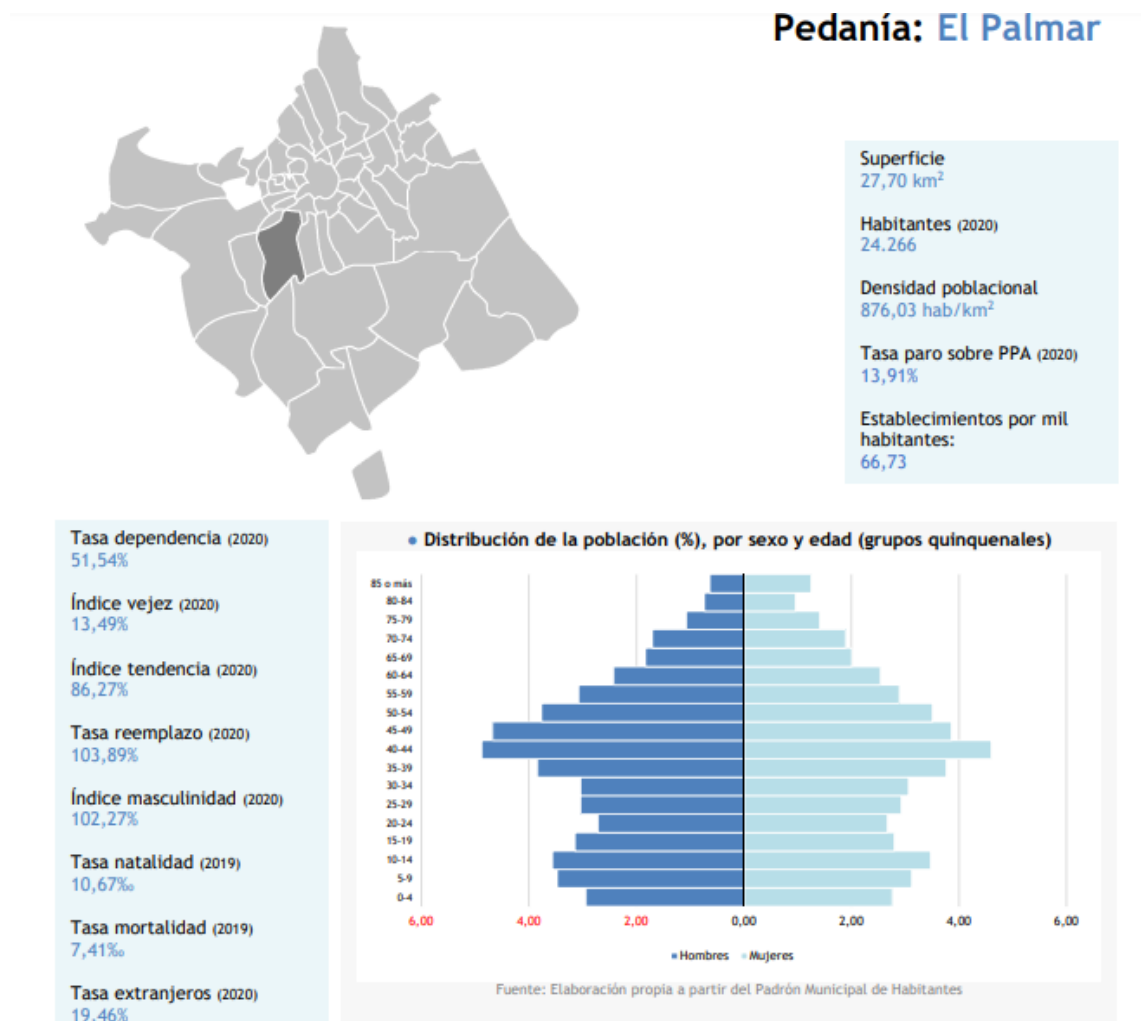 Pedanía: El Palmar
Superficie
27,70 km²
Habitantes (2020)
24.266
Densidad poblacional
876,03 hab/km²
Tasa paro sobre PPA (2020)
13,91%
Establecimientos por mil
habitantes:
66,73
Tasa dependencia (2020)
51,54%
Índice vejez (2020)
13,49%
Índice tendencia (2020)
86,27%
Tasa reemplazo (2020)
103,89%
Índice masculinidad (2020)
102,27%
Tasa natalidad (2019)
10,67‰
Tasa mortalidad (2019)
7,41‰
Tasa extranjeros (2020)
19,46%
• Distribución de la población (%), por sexo y edad (grupos quinquenales)
85 o más
80-84
75-79
70-74
65-69
60-64
55-59
50-54
45-49
40-44
35-39
30-34
25-29
20-24
15-19
10-14
5-9
0-4
6,00 4,00 2,00 0,00 2,00 4,00 6,00
Hombres Mujeres
Fuente: Elaboración propia a partir del Padrón Municipal de Habitantes